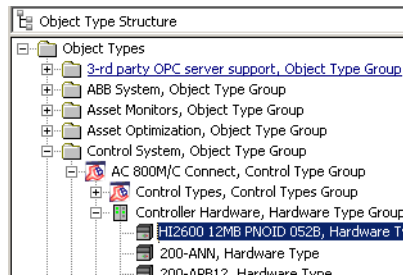 Object Type Structure
Object Types
3-rd party OPC server support, Object Type Group
ABB System, Object Type Group
Asset Monitors, Object Type Group
Asset Optimization, Object Type Group
Control System, Object Type Group
AC 800M/C Connect, Control Type Group
Control Types, Control Types Group
Controller Hardware, Hardware Type Group
HI2600 12MB PNOID 052B, Hardware Ty
200-ANN, Hardware Type
200-APB12, Hardware Type